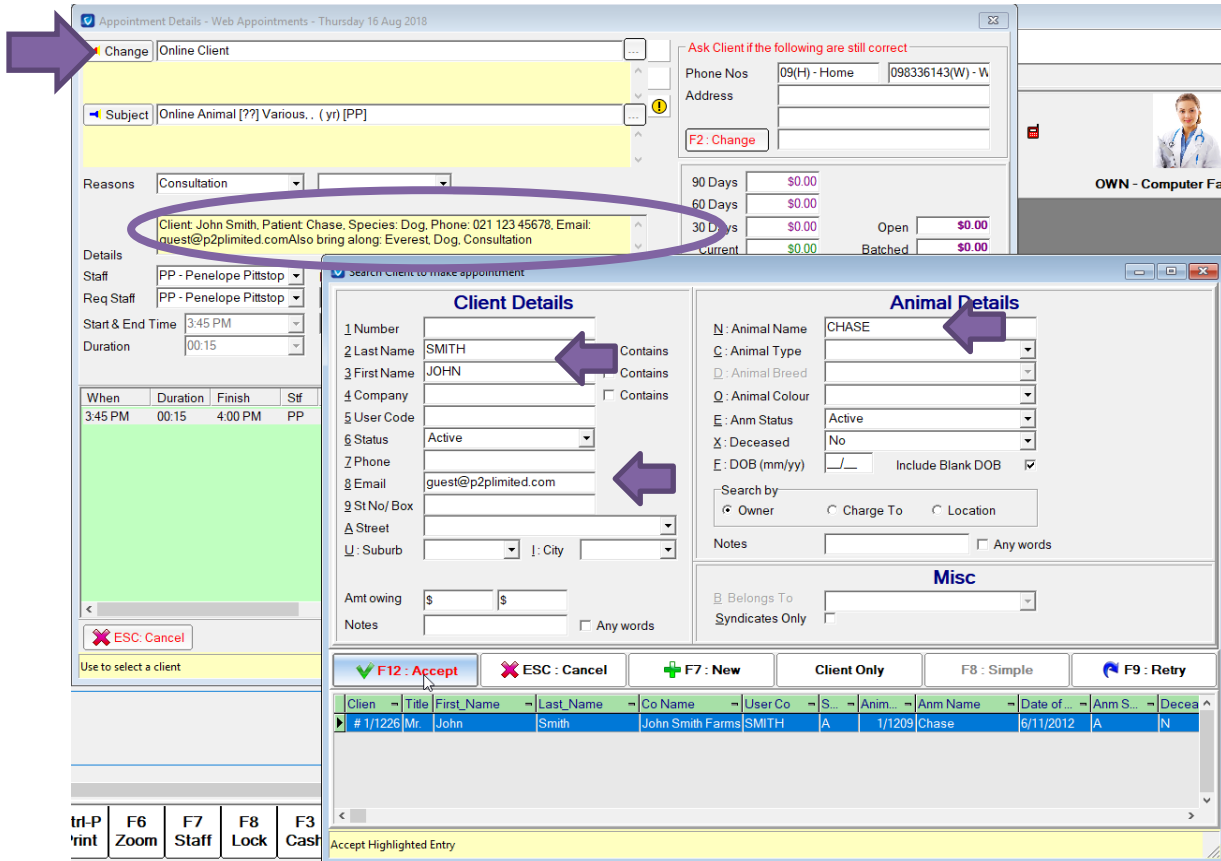 Appointment Details - Web Appointments - Thursday 16 Aug 2018
Change Online Client ...
Subject Online Animal [??] Various, , ( yr) [PP] ...
Reasons Consultation
Client: John Smith, Patient: Chase, Species: Dog, Phone: 021 123 45678, Email:
guest@p2plimited.comAlso bring along: Everest, Dog, Consultation
Details
Staff PP - Penelope Pittstop
Req Staff PP - Penelope Pittstop
Start & End Time 3:45 PM
Duration 00:15
When Duration Finish Stf
3:45 PM 00:15 4:00 PM PP
ESC: Cancel
Use to select a client
Ask Client if the following are still correct
Phone Nos 09(H) - Home 098336143(W) - W
Address
F2 : Change
90 Days $0.00
60 Days $0.00
30 Days $0.00 Open $0.00
Current $0.00 Batched $0.00
OWN - Computer Fa
Search Client to make appointment
Client Details
1 Number
2 Last Name SMITH Contains
3 First Name JOHN Contains
4 Company Contains
5 User Code
6 Status Active
7 Phone
8 Email guest@p2plimited.com
9 St No/ Box
A Street
U : Suburb I : City
Amt owing $ $
Notes Any words
Animal Details
N : Animal Name CHASE
C : Animal Type
D : Animal Breed
O : Animal Colour
E : Anm Status Active
X : Deceased No
F : DOB (mm/yy) __/__ Include Blank DOB
Search by
Owner Charge To Location
Notes Any words
Misc
B Belongs To
Syndicates Only
F12 : Accept ESC : Cancel F7 : New Client Only F8 : Simple F9 : Retry
Clien Title First_Name Last_Name Co Name User Co S... Anim... Anm Name Date of ... Anm S... Decea
# 1/1226 Mr. John Smith John Smith Farms SMITH A 1/1209 Chase 6/11/2012 A N
Accept Highlighted Entry
trl-P F6 F7 F8 F3
Print Zoom Staff Lock Cash